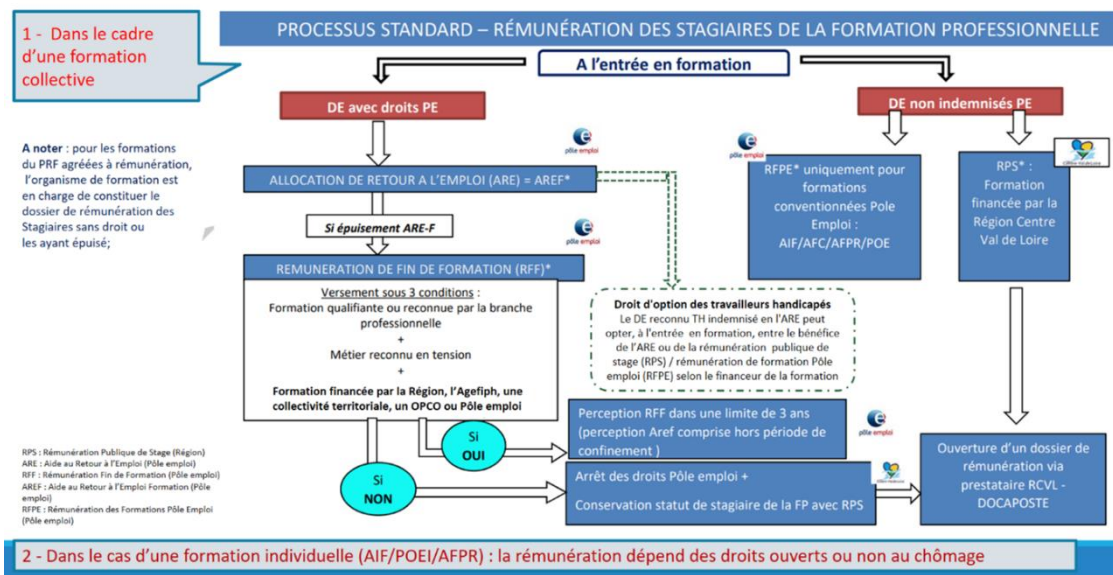 1 - Dans le cadre
d'une formation
collective
PROCESSUS STANDARD – RÉMUNÉRATION DES STAGIAIRES DE LA FORMATION PROFESSIONNELLE
A l'entrée en formation
DE avec droits PE
DE non indemnisés PE
A noter : pour les formations
du PRF agréées à rémunération,
l'organisme de formation est
en charge de constituer le
dossier de rémunération des
Stagiaires sans droit ou
les ayant épuisé;
pôle emploi
ALLOCATION DE RETOUR A L'EMPLOI (ARE) = AREF*
Si épuisement ARE-F
pôle emploi
REMUNERATION DE FIN DE FORMATION (RFF)*
Versement sous 3 conditions :
Formation qualifiante ou reconnue par la branche
professionnelle
+
Métier reconnu en tension
+
Formation financée par la Région, l'Agefiph, une
collectivité territoriale, un OPCO ou Pôle emploi
pôle emploi
RFPE* uniquement pour
formations
conventionnées Pole
Emploi :
AIF/AFC/AFPR/POE
RPS* :
Formation
financée par la
Région Centre
Val de Loire
Droit d'option des travailleurs handicapés
Le DE reconnu TH indemnisé en l'ARE peut
opter, à l'entrée en formation, entre le bénéfice
de l'ARE ou de la rémunération publique de
stage (RPS) / rémunération de formation Pôle
emploi (RFPE) selon le financeur de la formation
Si
OUI
Perception RFF dans une limite de 3 ans
(perception Aref comprise hors période de
confinement )
pôle emploi
Si
NON
Arrêt des droits Pôle emploi +
Conservation statut de stagiaire de la FP avec RPS
Ouverture d'un dossier de
rémunération via
prestataire RCVL -
DOCAPOSTE
RPS : Rémunération Publique de Stage (Région)
ARE : Aide au Retour à l'Emploi (Pôle emploi)
RFF : Rémunération Fin de Formation (Pôle emploi)
AREF : Aide au Retour à l'Emploi Formation (Pôle
emploi)
RFPE : Rémunération des Formations Pôle Emploi
(Pôle emploi)
2 - Dans le cas d'une formation individuelle (AIF/POEI/AFPR) : la rémunération dépend des droits ouverts ou non au chômage